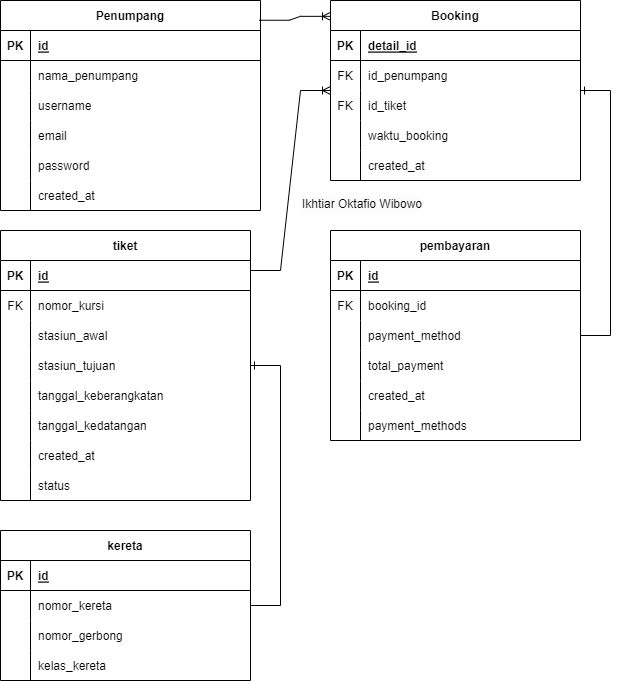 Penumpang
PK id
nama_penumpang
username
email
password
created_at
Booking
PK detail_id
FK id_penumpang
FK id_tiket
waktu_booking
created_at
Ikhtiar Oktafio Wibowo
tiket
PK id
FK nomor_kursi
stasiun_awal
stasiun_tujuan
tanggal_keberangkatan
tanggal_kedatangan
created_at
status
pembayaran
PK id
FK booking_id
payment_method
total_payment
created_at
payment_methods
kereta
PK id
nomor_kereta
nomor_gerbong
kelas_kereta